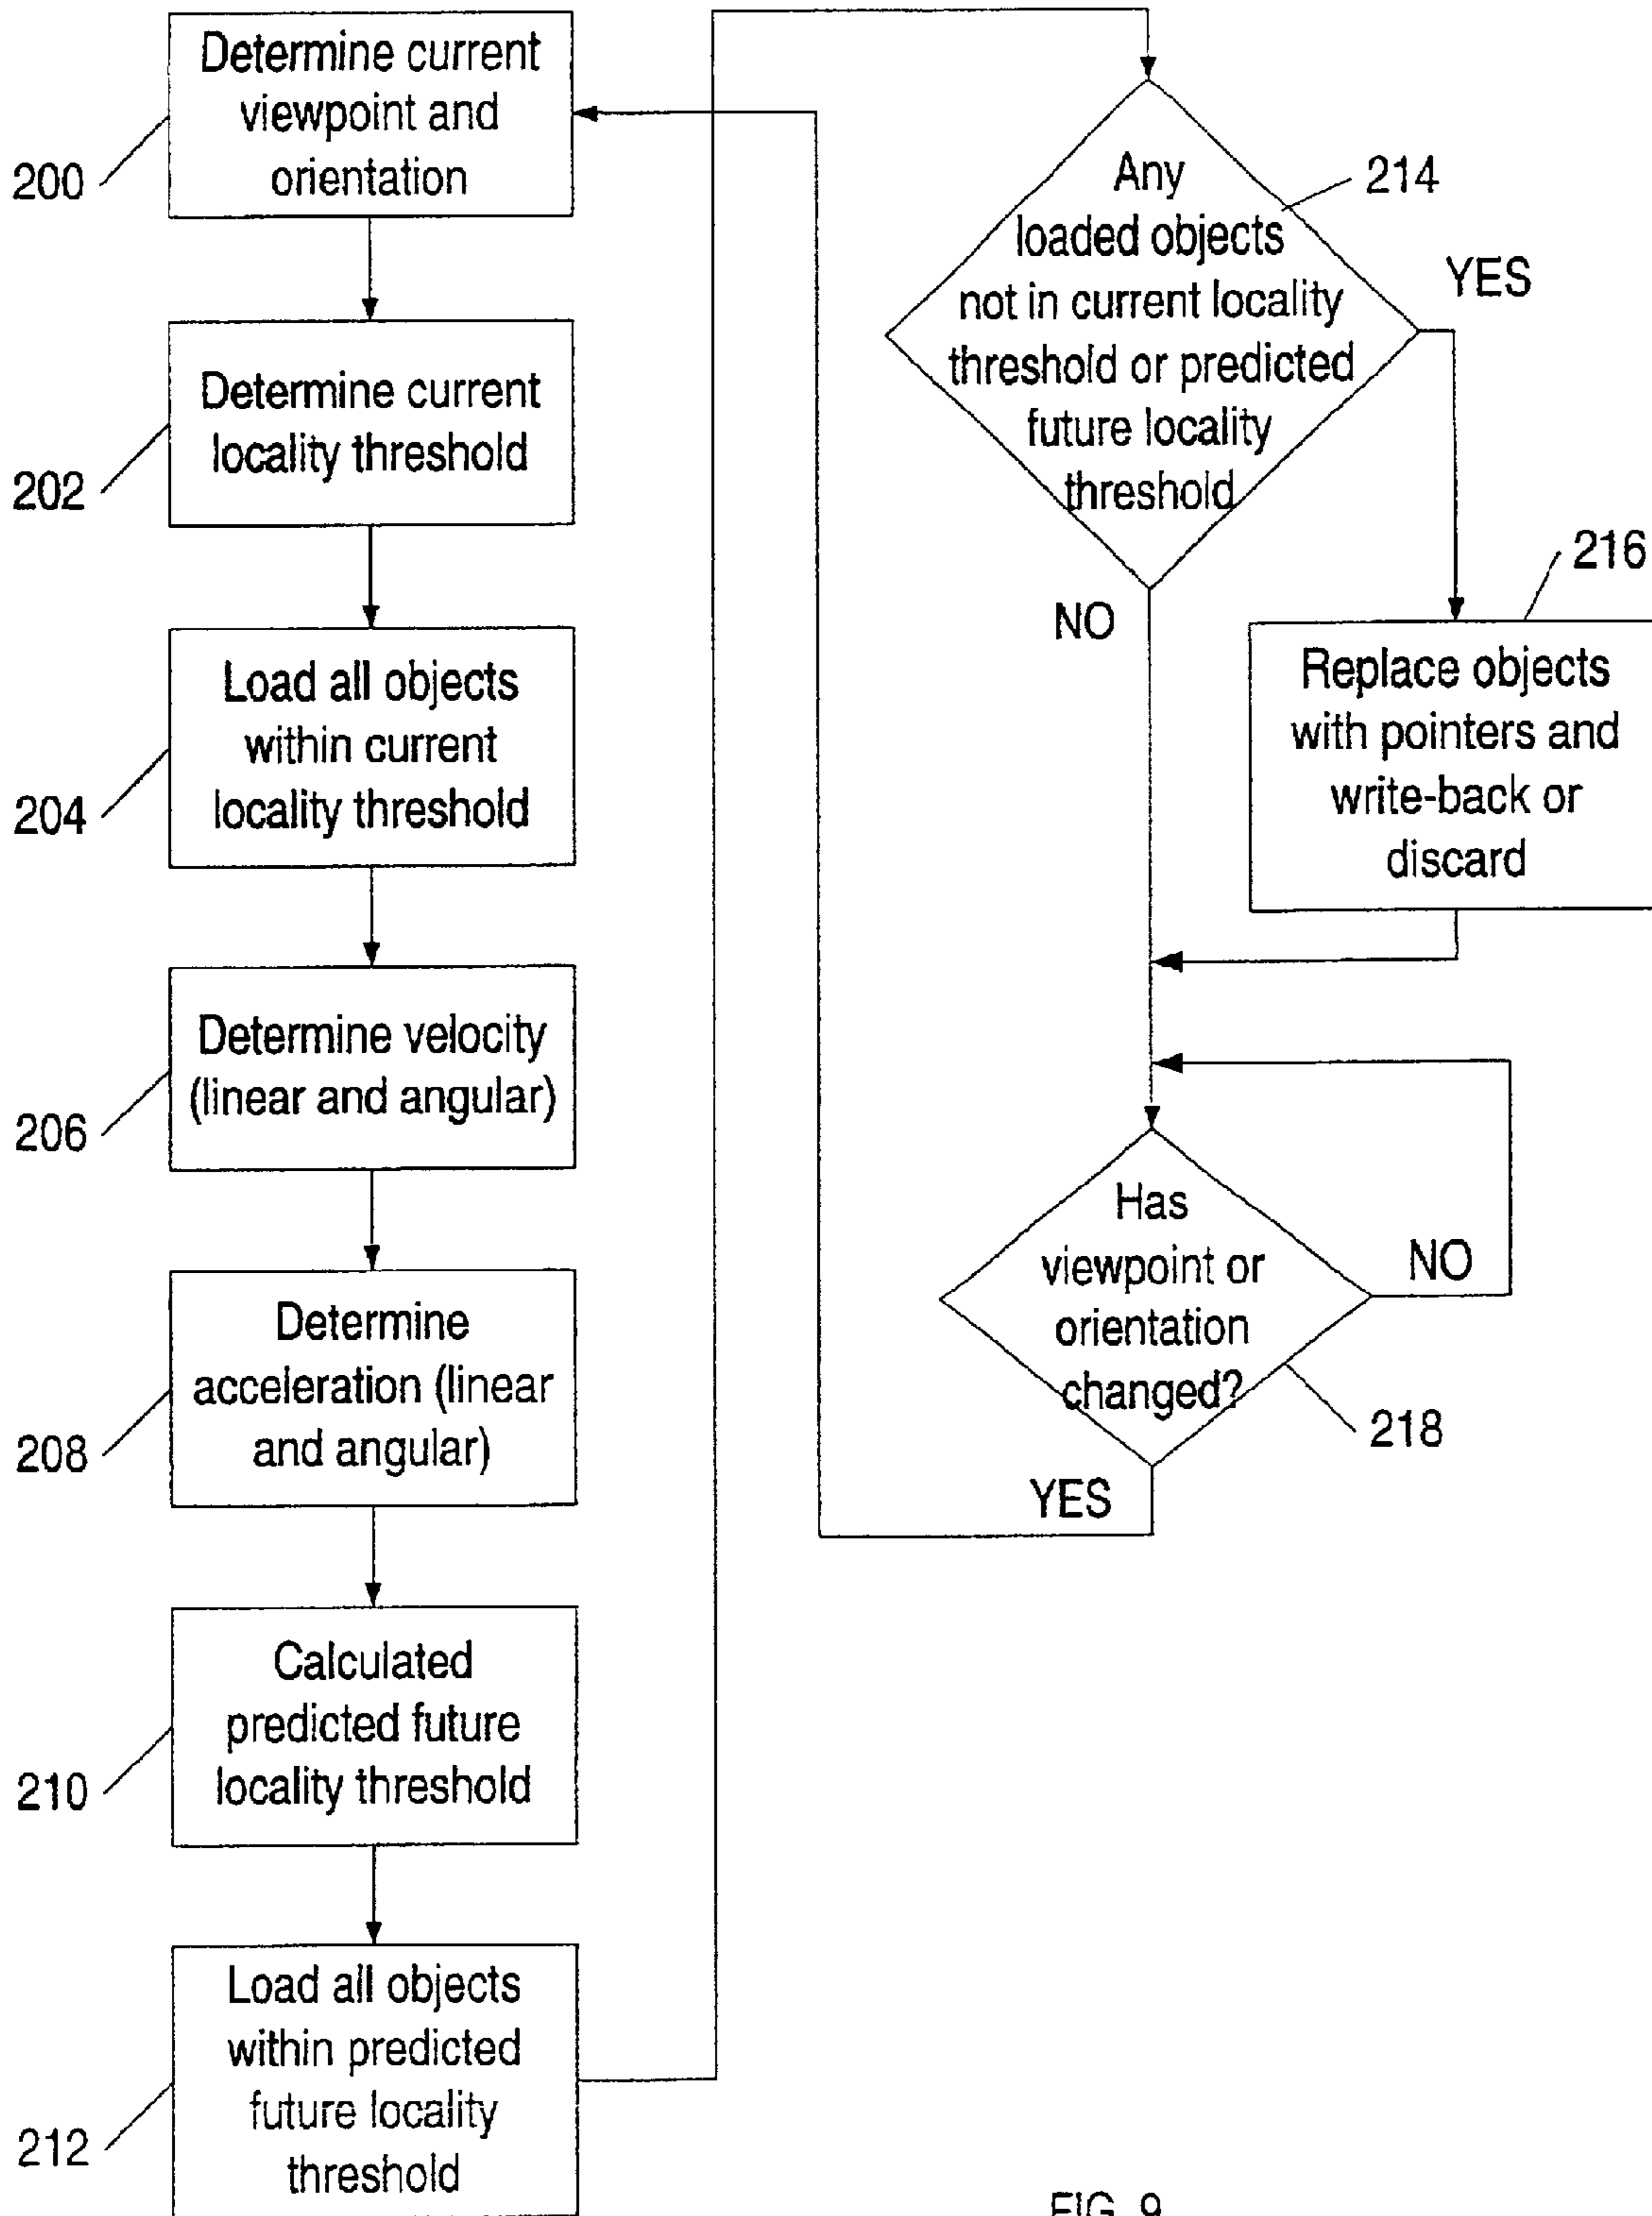 Determine current
viewpoint and
orientation
200
Determine current
locality threshold
202
Load all objects
within current
locality threshold
204
Determine velocity
(linear and angular)
206
Determine
acceleration (linear
and angular)
208
Calculated
predicted future
locality threshold
210
Load all objects
within predicted
future locality
threshold
212
Any
loaded objects
not in current locality
threshold or predicted
future locality
threshold
214
YES
NO
216
Replace objects
with pointers and
write-back or
discard
Has
viewpoint or
orientation
changed?
NO
218
YES
FIG. 9